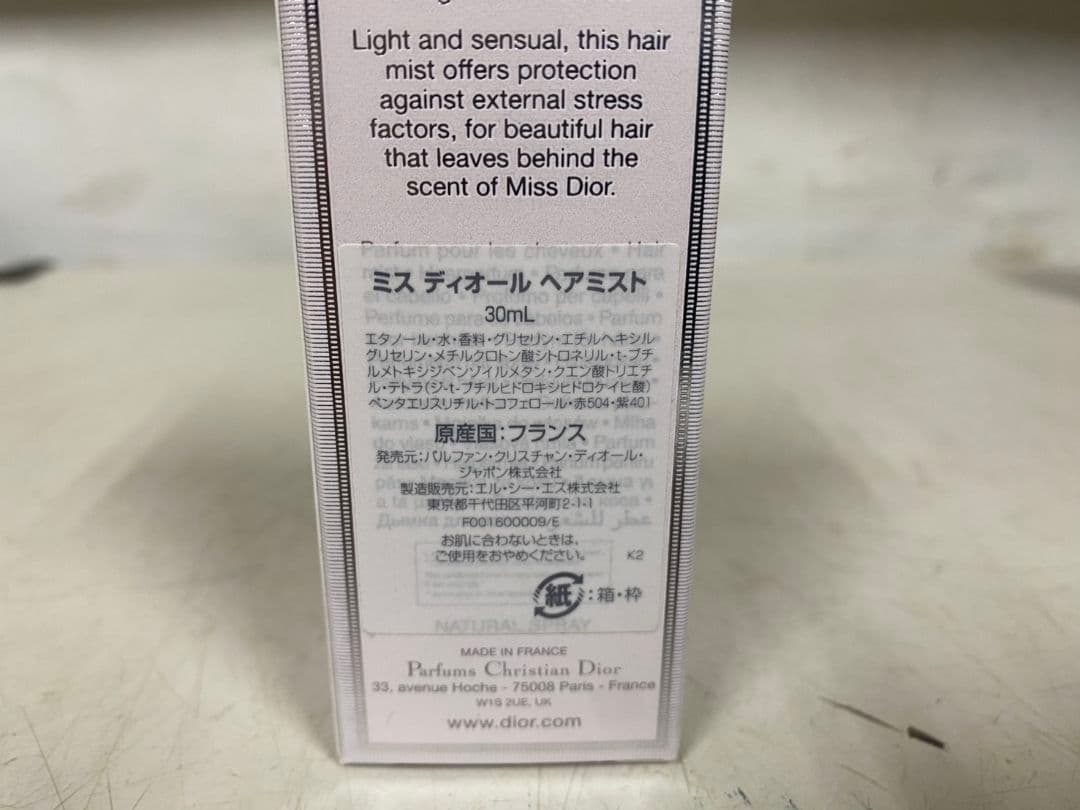 Light and sensual, this hair
mist offers protection
against external stress
factors, for beautiful hair
that leaves behind the
scent of Miss Dior.
Parfum pour les cheveux • Hair
ミス ディオール ヘアミスト
30mL
エタノール・水・香料・グリセリン・エチルヘキシル
グリセリン・メチルクロトン酸シトロネリル・t-ブチ
ルメトキシジベンゾイルメタン・クエン酸トリエチ
ル・テトラ(ジ-t-ブチルヒドロキシヒドロケイヒ酸)
ペンタエリスリチル・トコフェロール・赤504・紫401
原産国:フランス
発売元:パルファン・クリスチャン・ディオール・
ジャポン株式会社
製造販売元:エル・シー・エス株式会社
東京都千代田区平河町2-1-1
F001600009/E
お肌に合わないときは、
ご使用をおやめください。 K2
紙:箱・枠
NATURAL SPRAY
MADE IN FRANCE
Parfums Christian Dior
33, avenue Hoche - 75008 Paris - France
W1S 2UE, UK
www.dior.com